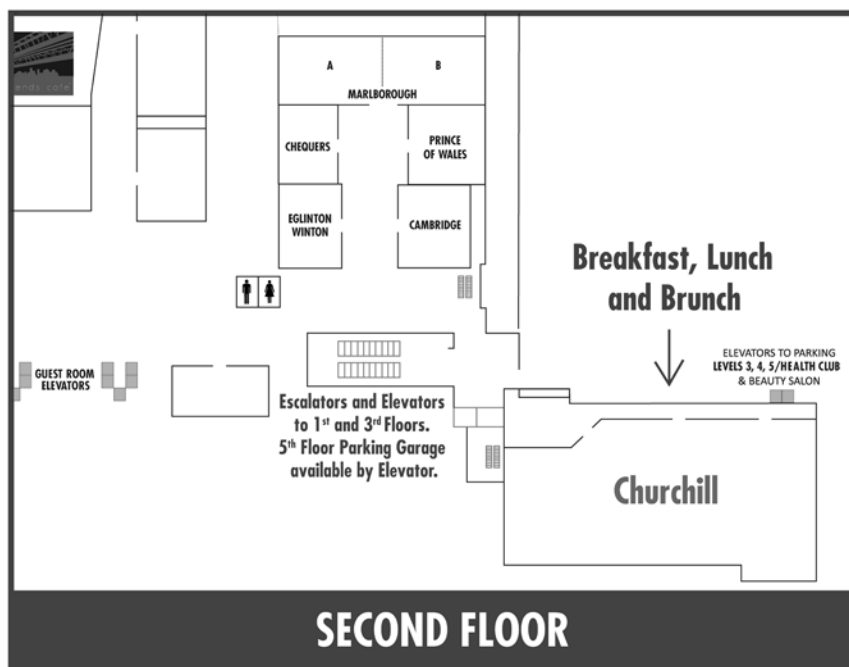 ends cafe
A
B
MARLBOROUGH
CHEQUERS
PRINCE
OF WALES
EGLINTON
WINTON
CAMBRIDGE
Breakfast, Lunch
and Brunch
ELEVATORS TO PARKING
LEVELS 3, 4, 5/HEALTH CLUB
& BEAUTY SALON
GUEST ROOM
ELEVATORS
Escalators and Elevators
to 1st and 3rd Floors.
5th Floor Parking Garage
available by Elevator.
Churchill
SECOND FLOOR